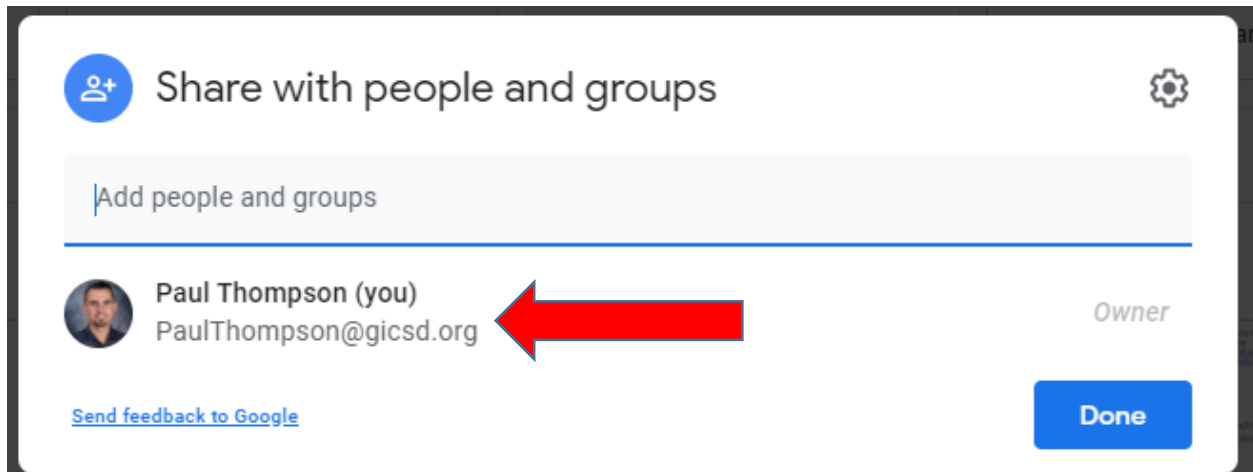 Share with people and groups
Add people and groups
Paul Thompson (you)
PaulThompson@gicsd.org
Owner
Send feedback to Google
Done